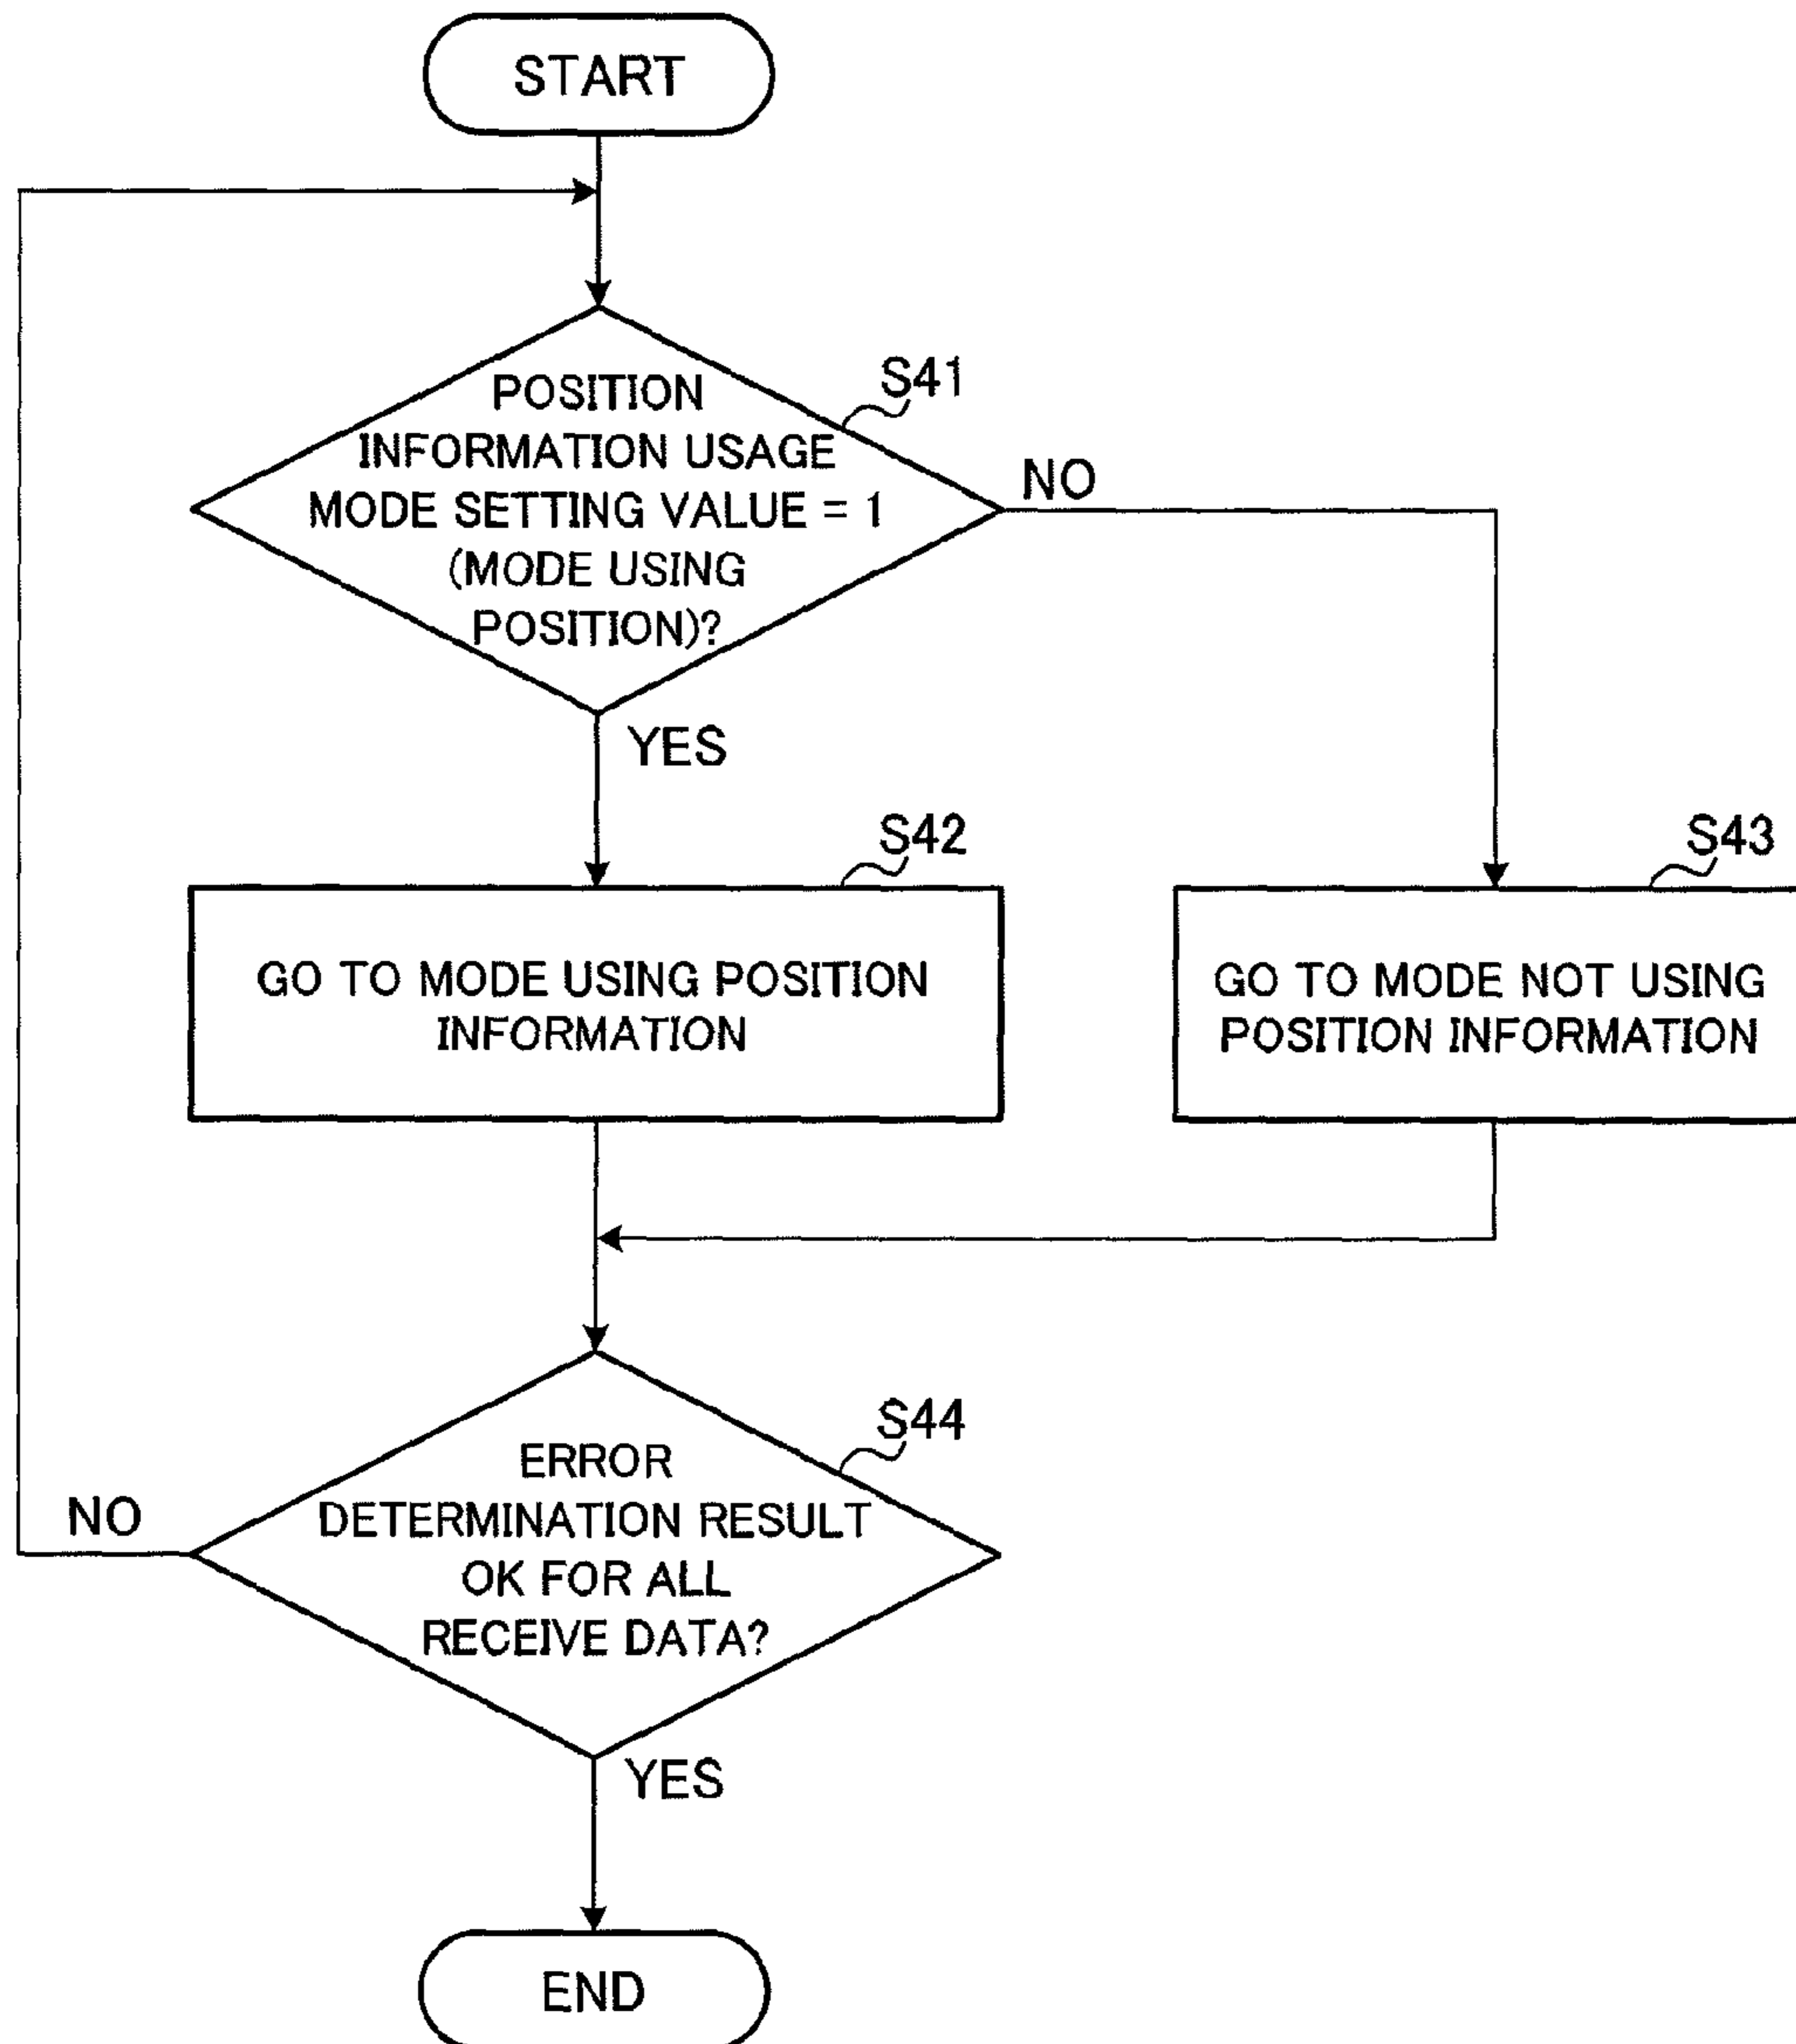 START
S41
POSITION
INFORMATION USAGE
MODE SETTING VALUE = 1
(MODE USING
POSITION)?
NO
YES
S42
GO TO MODE USING POSITION
INFORMATION
S43
GO TO MODE NOT USING
POSITION INFORMATION
S44
ERROR
DETERMINATION RESULT
OK FOR ALL
RECEIVE DATA?
NO
YES
END